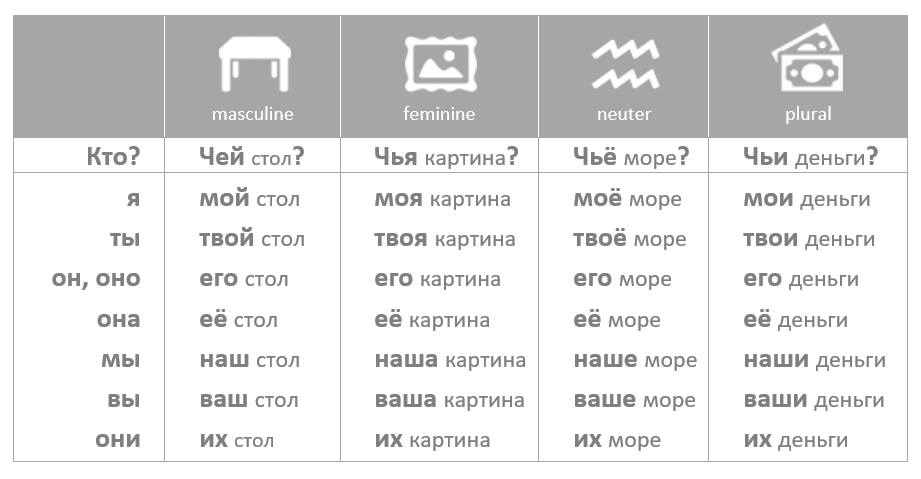 masculine feminine neuter plural
Кто? Чей стол? Чья картина? Чьё море? Чьи деньги?
я мой стол моя картина моё море мои деньги
ты твой стол твоя картина твоё море твои деньги
он, оно его стол его картина его море его деньги
она её стол её картина её море её деньги
мы наш стол наша картина наше море наши деньги
вы ваш стол ваша картина ваше море ваши деньги
они их стол их картина их море их деньги